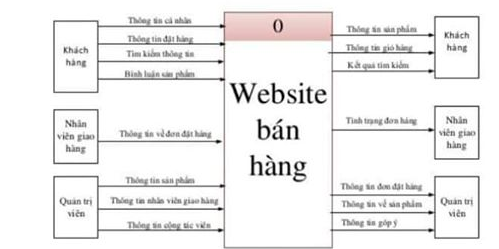 Thông tin cá nhân
Thông tin đặt hàng
Tìm kiếm thông tin
Bình luận sản phẩm
Khách
hàng
0
Thông tin sản phẩm
Thông tin giỏ hàng
Kết quả tìm kiếm
Khách
hàng
Website
bán
hàng
Nhân
viên giao
hàng
Thông tin về đơn đặt hàng
Tình trạng đơn hàng
Nhân
viên giao
hàng
Quản trị
viên
Thông tin sản phẩm
Thông tin nhân viên giao hàng
Thông tin cộng tác viên
Thông tin đơn đặt hàng
Thông tin về sản phẩm
Thông tin góp ý
Quản trị
viên